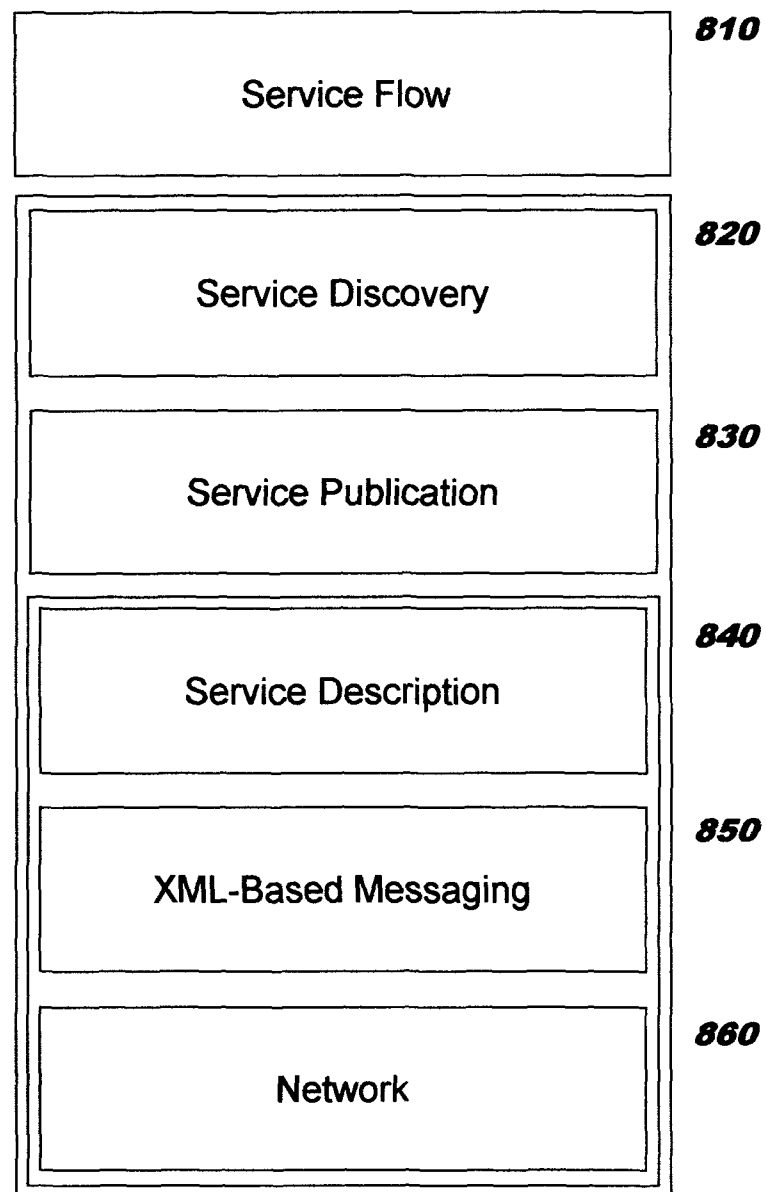 810
Service Flow
820
Service Discovery
830
Service Publication
840
Service Description
850
XML-Based Messaging
860
Network